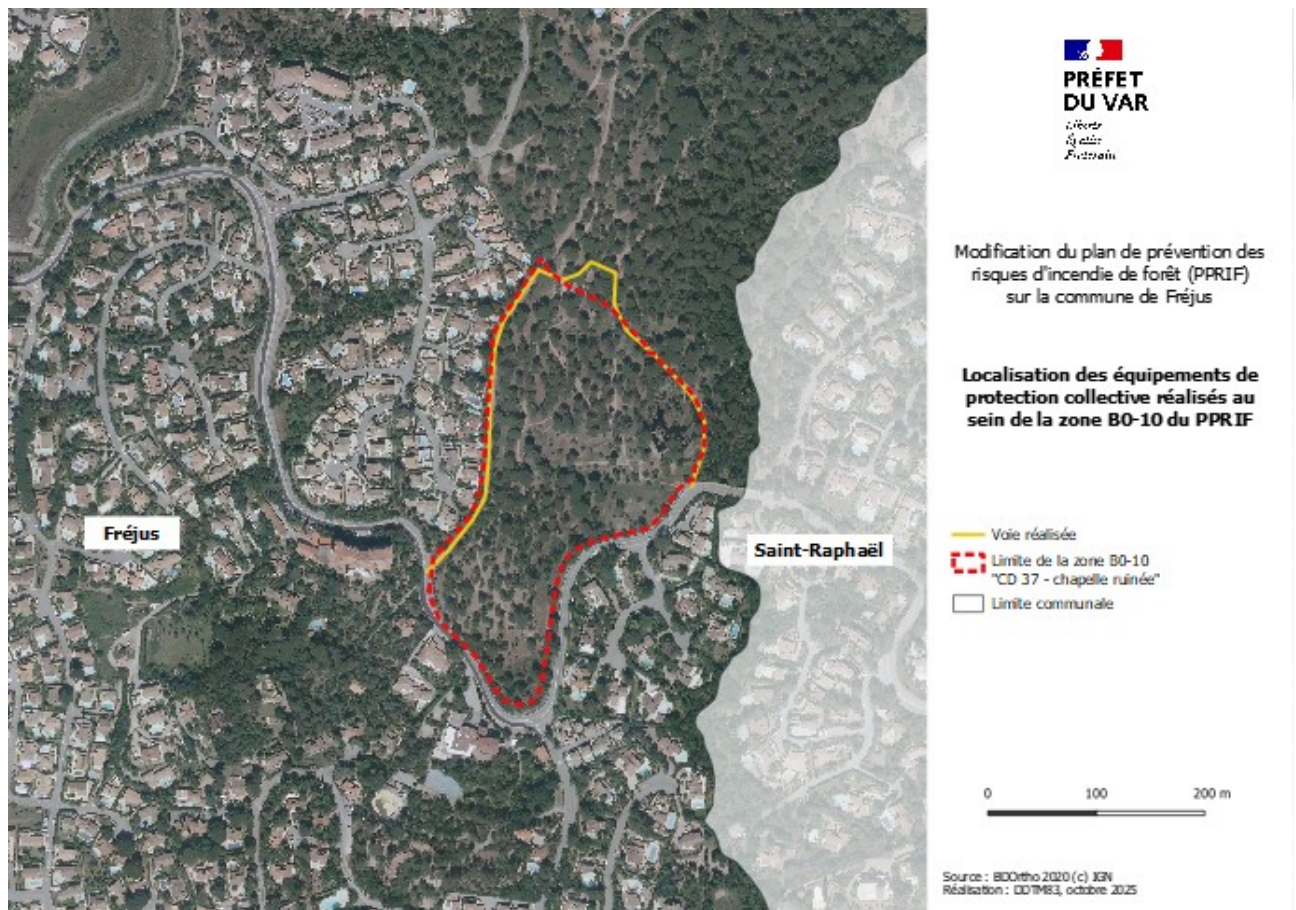 PRÉFET
DU VAR
Liberté
Égalité
Fraternité
Modification du plan de prévention des
risques d'incendie de forêt (PPRIF)
sur la commune de Fréjus
Localisation des équipements de
protection collective réalisés au
sein de la zone B0-10 du PPRIF
Fréjus
Saint-Raphaël
Voie réalisée
Limite de la zone B0-10
"CD 37 - chapelle ruinée"
Limite communale
0 100 200 m
Source : BDOrtho 2020 (c) IGN
Réalisation : DDTM83, octobre 2025